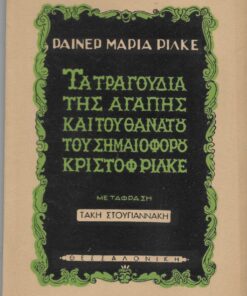 ΡΑΙΝΕΡ ΜΑΡΙΑ ΡΙΛΚΕ
ΤΑ ΤΡΑΓΟΥΔΙΑ
ΤΗΣ ΑΓΑΠΗΣ
ΚΑΙ ΤΟΥ ΘΑΝΑΤΟΥ
ΤΟΥ ΣΗΜΑΙΟΦΟΡΟΥ
ΚΡΙΣΤΟΦ ΡΙΛΚΕ
ΜΕΤΑΦΡΑΣΗ
ΤΑΚΗ ΣΤΟΥΓΙΑΝΝΑΚΗ
ΘΕΣΣΑΛΟΝΙΚΗ